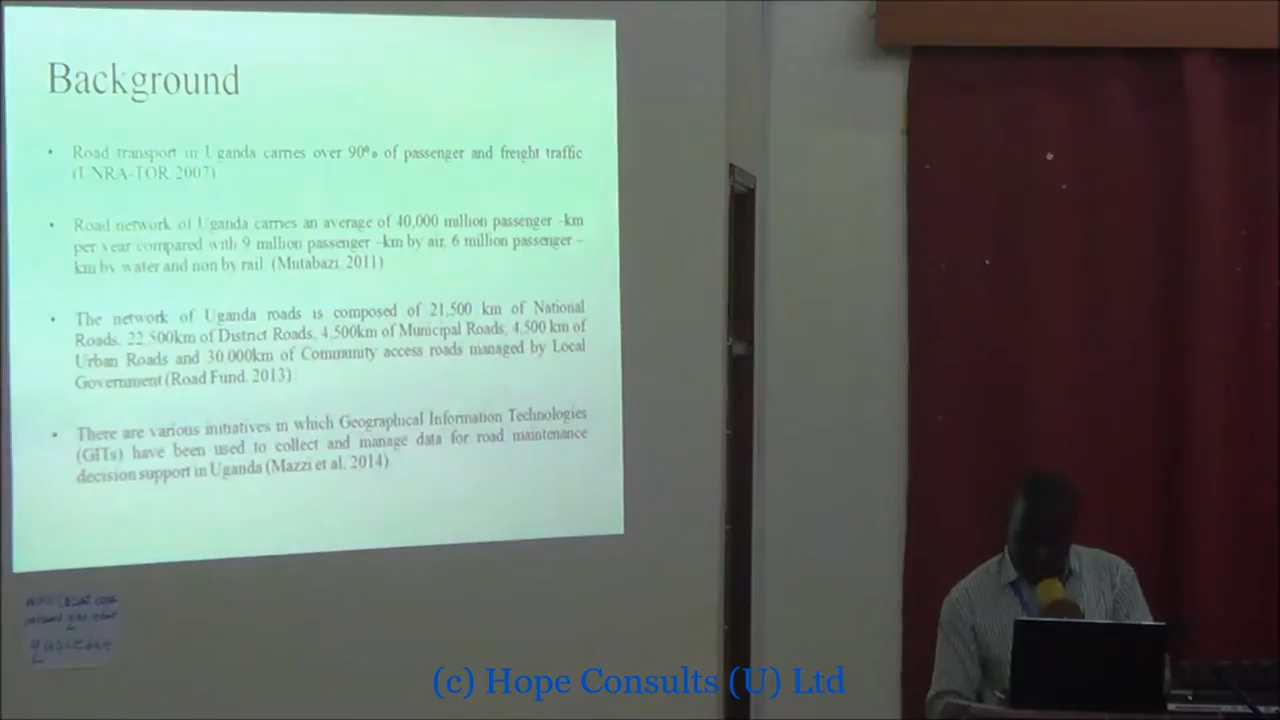 Background
• Road transport in Uganda carries over 90% of passenger and freight traffic
(UNRA-TOR 2007)
• Road network of Uganda carries an average of 40,000 million passenger -km
per year compared with 9 million passenger -km by air, 6 million passenger -
km by water and non by rail. (Mutabazi, 2011)
• The network of Uganda roads is composed of 21,500 km of National
Roads, 22,500km of District Roads, 4,500km of Municipal Roads, 4,500 km of
Urban Roads and 30,000km of Community access roads managed by Local
Government (Road Fund, 2013)
• There are various initiatives in which Geographical Information Technologies
(GITs) have been used to collect and manage data for road maintenance
decision support in Uganda (Mazzi et al. 2014)
(c) Hope Consults (U) Ltd